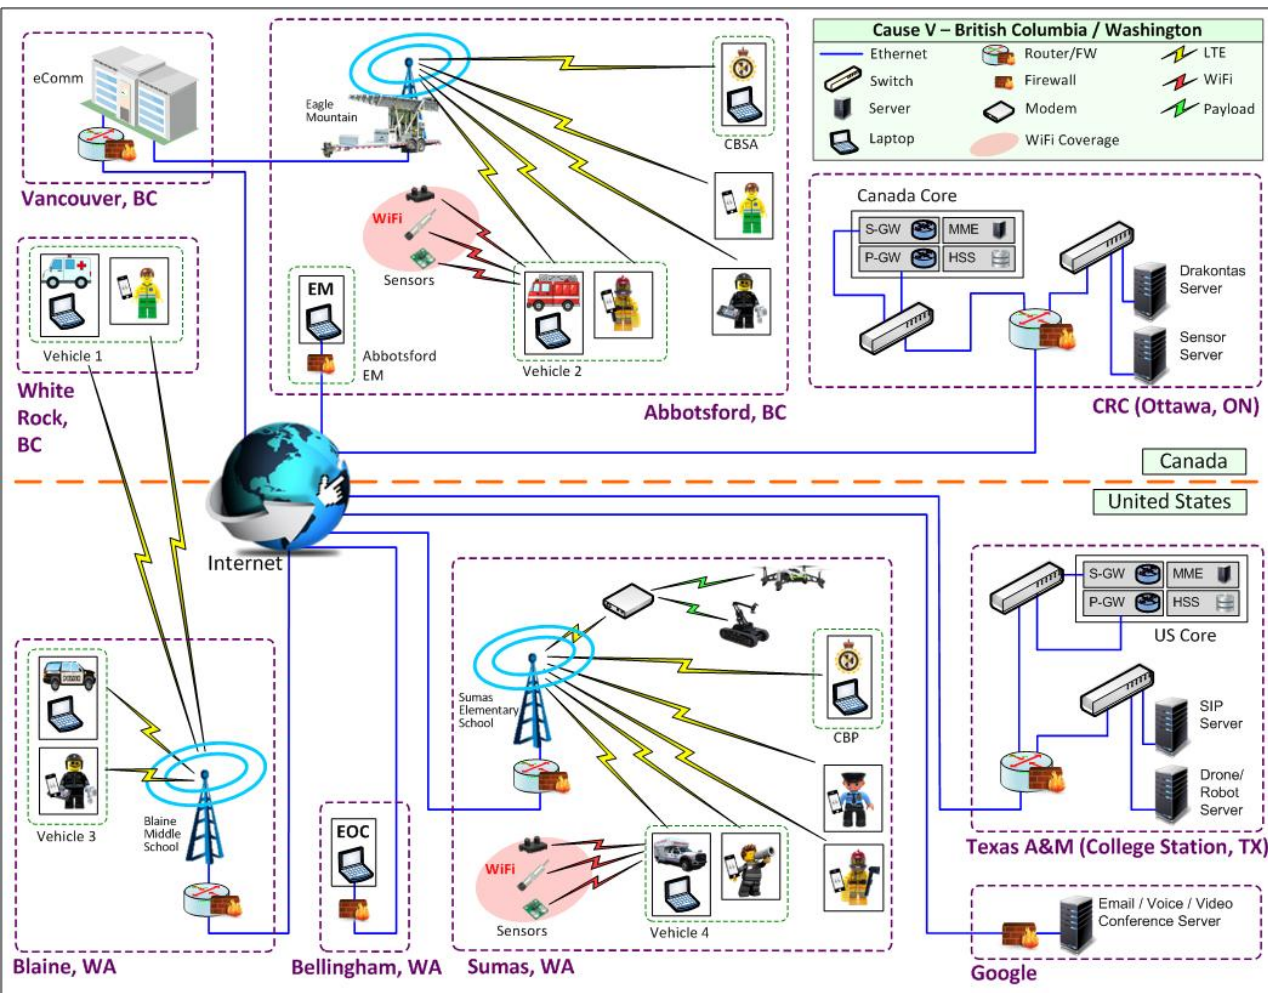 Cause V – British Columbia / Washington
Ethernet
Router/FW
LTE
Switch
Firewall
WiFi
Server
Modem
Payload
Laptop
WiFi Coverage
eComm
Vancouver, BC
Eagle
Mountain
CBSA
WiFi
Sensors
EM
Abbotsford
EM
Vehicle 2
Abbotsford, BC
Canada Core
S-GW
MME
P-GW
HSS
Drakontas
Server
Sensor
Server
CRC (Ottawa, ON)
Vehicle 1
White
Rock,
BC
Canada
United States
Internet
Vehicle 3
Blaine
Middle
School
Blaine, WA
EOC
Bellingham, WA
Sumas
Elementary
School
CBP
WiFi
Sensors
Vehicle 4
Sumas, WA
S-GW
MME
P-GW
HSS
US Core
SIP
Server
Drone/
Robot
Server
Texas A&M (College Station, TX)
Email / Voice / Video
Conference Server
Google